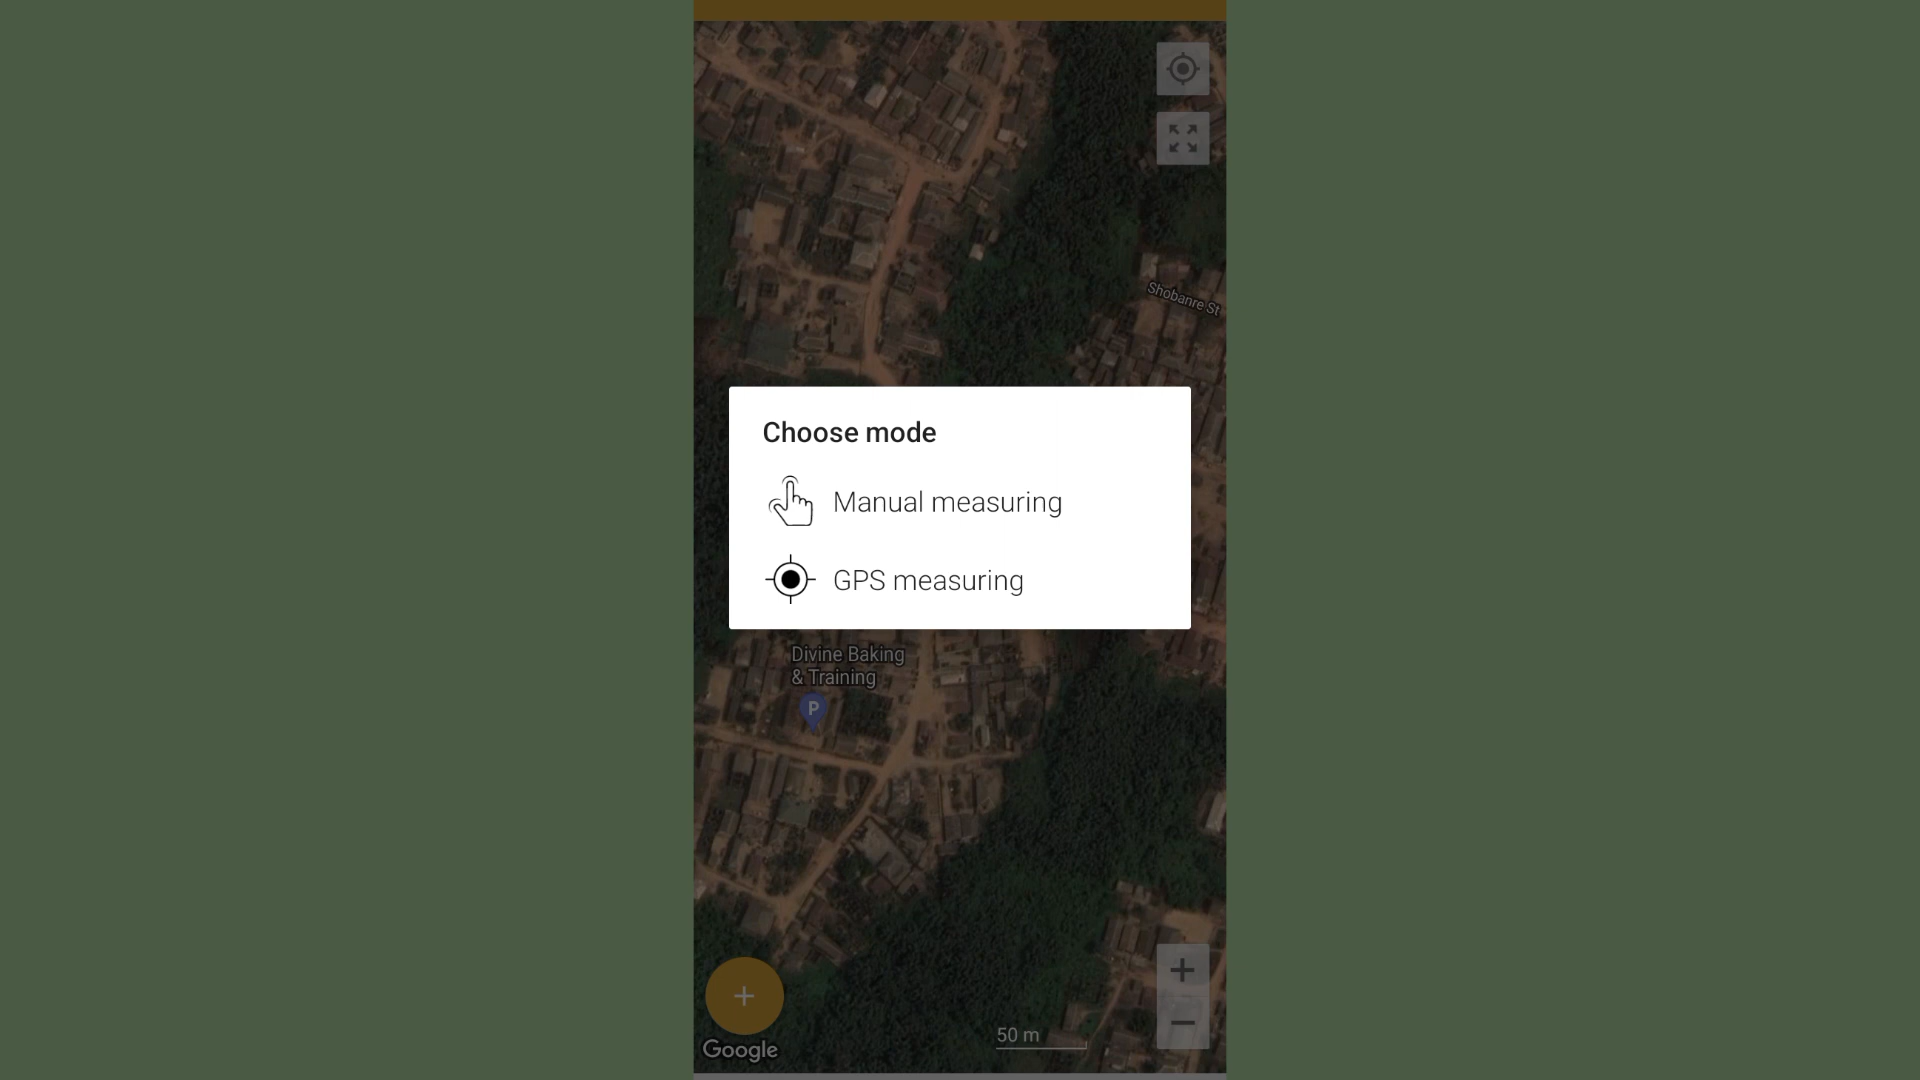 Shobanre St
Choose mode
Manual measuring
GPS measuring
Divine Baking
& Training
P
50 m
Google